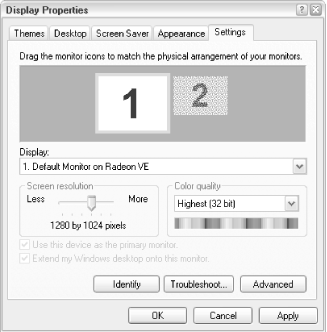 Display Properties
Themes Desktop Screen Saver Appearance Settings
Drag the monitor icons to match the physical arrangement of your monitors.
1 2
Display:
1. Default Monitor on Radeon VE
Screen resolution Color quality
Less More Highest (32 bit)
1280 by 1024 pixels
Use this device as the primary monitor.
Extend my Windows desktop onto this monitor.
Identify Troubleshoot... Advanced
OK Cancel Apply